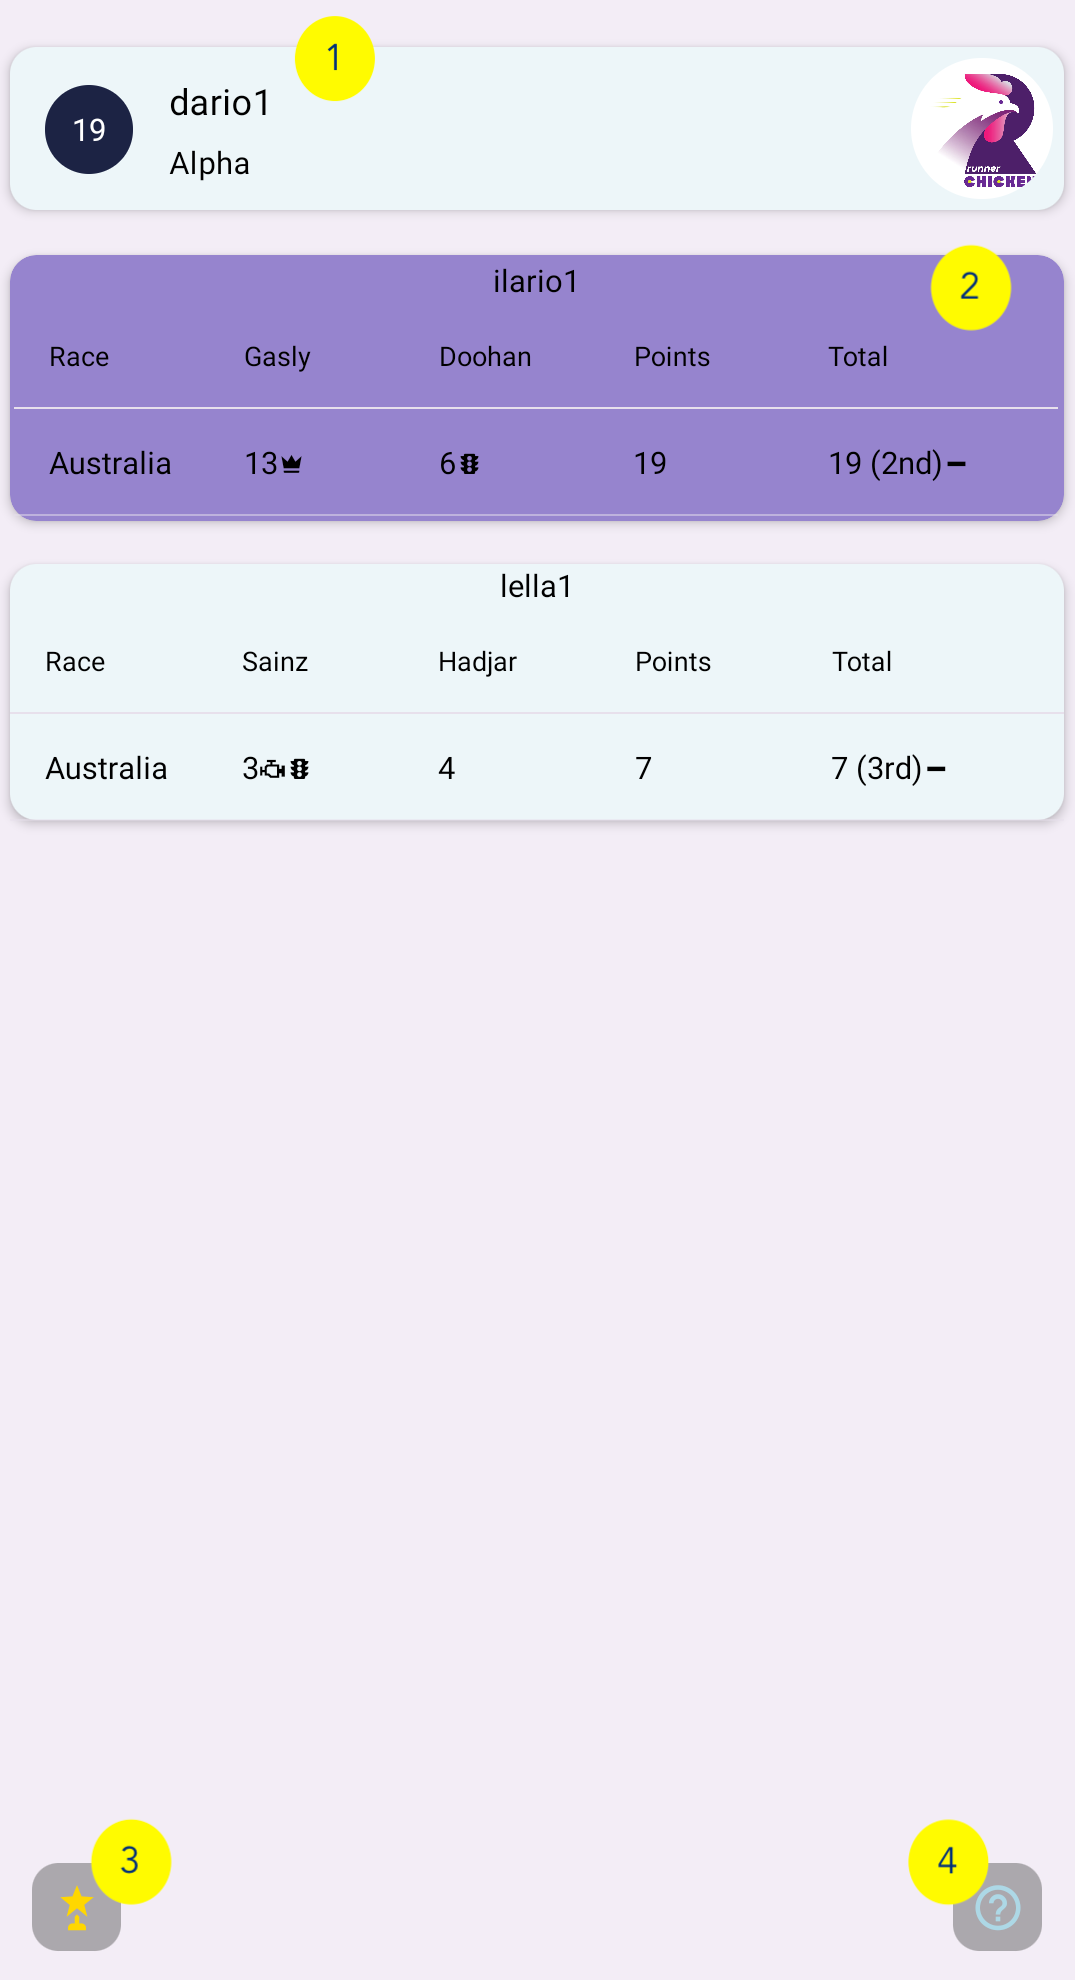 1
19
dario1
Alpha
runner
CHICKEN
ilario1
2
Race Gasly Doohan Points Total
Australia 13 6 19 19 (2nd)
lella1
Race Sainz Hadjar Points Total
Australia 3 4 7 7 (3rd)
3
4
?